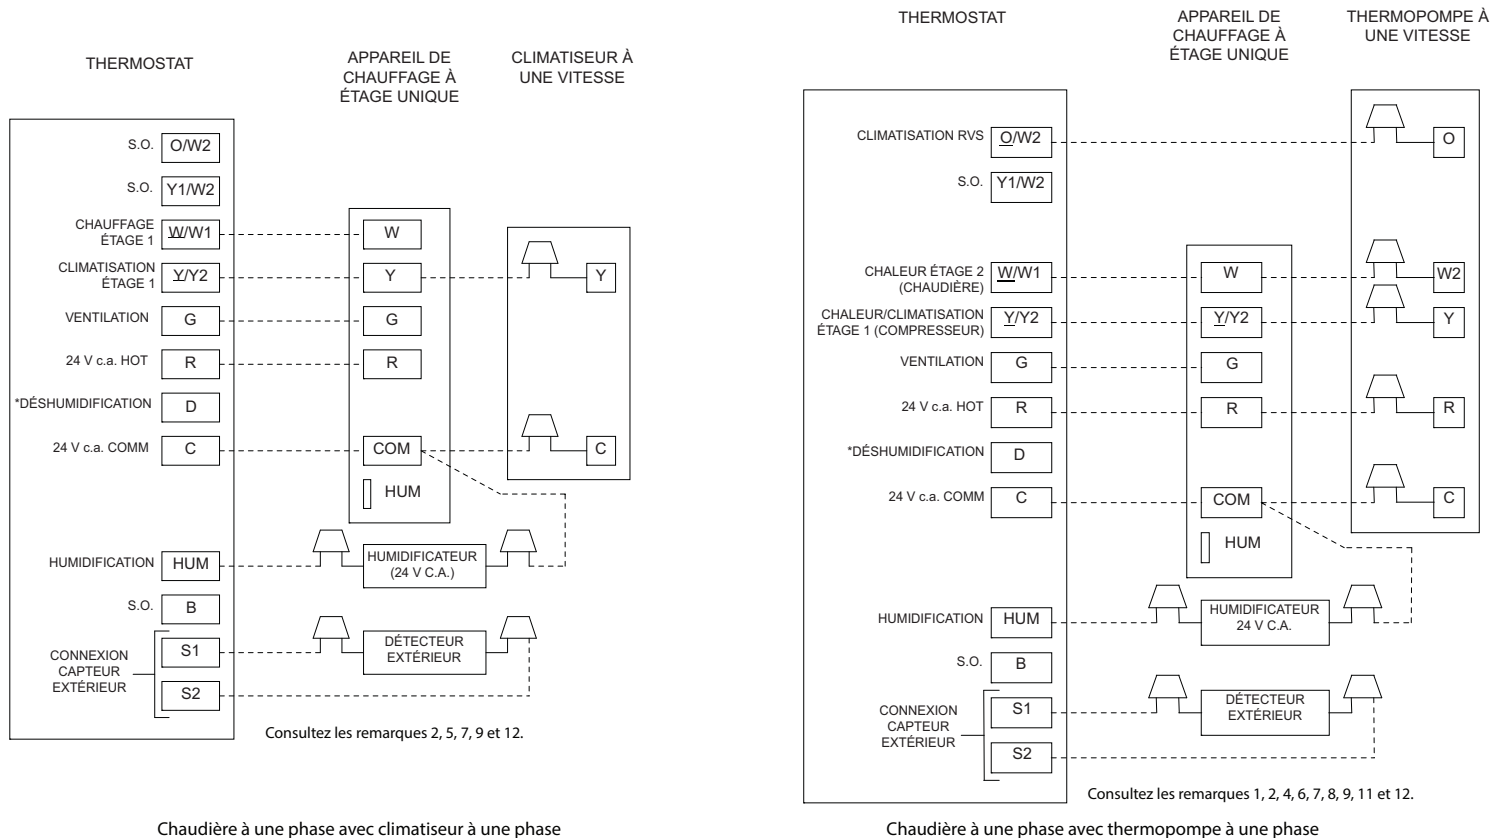 THERMOSTAT
APPAREIL DE
CHAUFFAGE À
ÉTAGE UNIQUE
CLIMATISEUR À
UNE VITESSE
S.O.
O/W2
S.O.
Y1/W2
CHAUFFAGE
ÉTAGE 1
W/W1
W
CLIMATISATION
ÉTAGE 1
Y/Y2
Y
Y
VENTILATION
G
G
24 V c.a. HOT
R
R
*DÉSHUMIDIFICATION
D
24 V c.a. COMM
C
COM
C
HUM
HUMIDIFICATION
HUM
HUMIDIFICATEUR
(24 V C.A.)
S.O.
B
CONNEXION
CAPTEUR
EXTÉRIEUR
S1
S2
DÉTECTEUR
EXTÉRIEUR
Consultez les remarques 2, 5, 7, 9 et 12.
Chaudière à une phase avec climatiseur à une phase
THERMOSTAT
APPAREIL DE
CHAUFFAGE À
ÉTAGE UNIQUE
THERMOPOMPE À
UNE VITESSE
CLIMATISATION RVS
O/W2
O
S.O.
Y1/W2
CHALEUR ÉTAGE 2
(CHAUDIÈRE)
W/W1
W
W2
CHALEUR/CLIMATISATION
ÉTAGE 1 (COMPRESSEUR)
Y/Y2
Y/Y2
Y
VENTILATION
G
G
24 V c.a. HOT
R
R
R
*DÉSHUMIDIFICATION
D
24 V c.a. COMM
C
COM
C
HUM
HUMIDIFICATION
HUM
HUMIDIFICATEUR
24 V C.A.
S.O.
B
CONNEXION
CAPTEUR
EXTÉRIEUR
S1
S2
DÉTECTEUR
EXTÉRIEUR
Consultez les remarques 1, 2, 4, 6, 7, 8, 9, 11 et 12.
Chaudière à une phase avec thermopompe à une phase